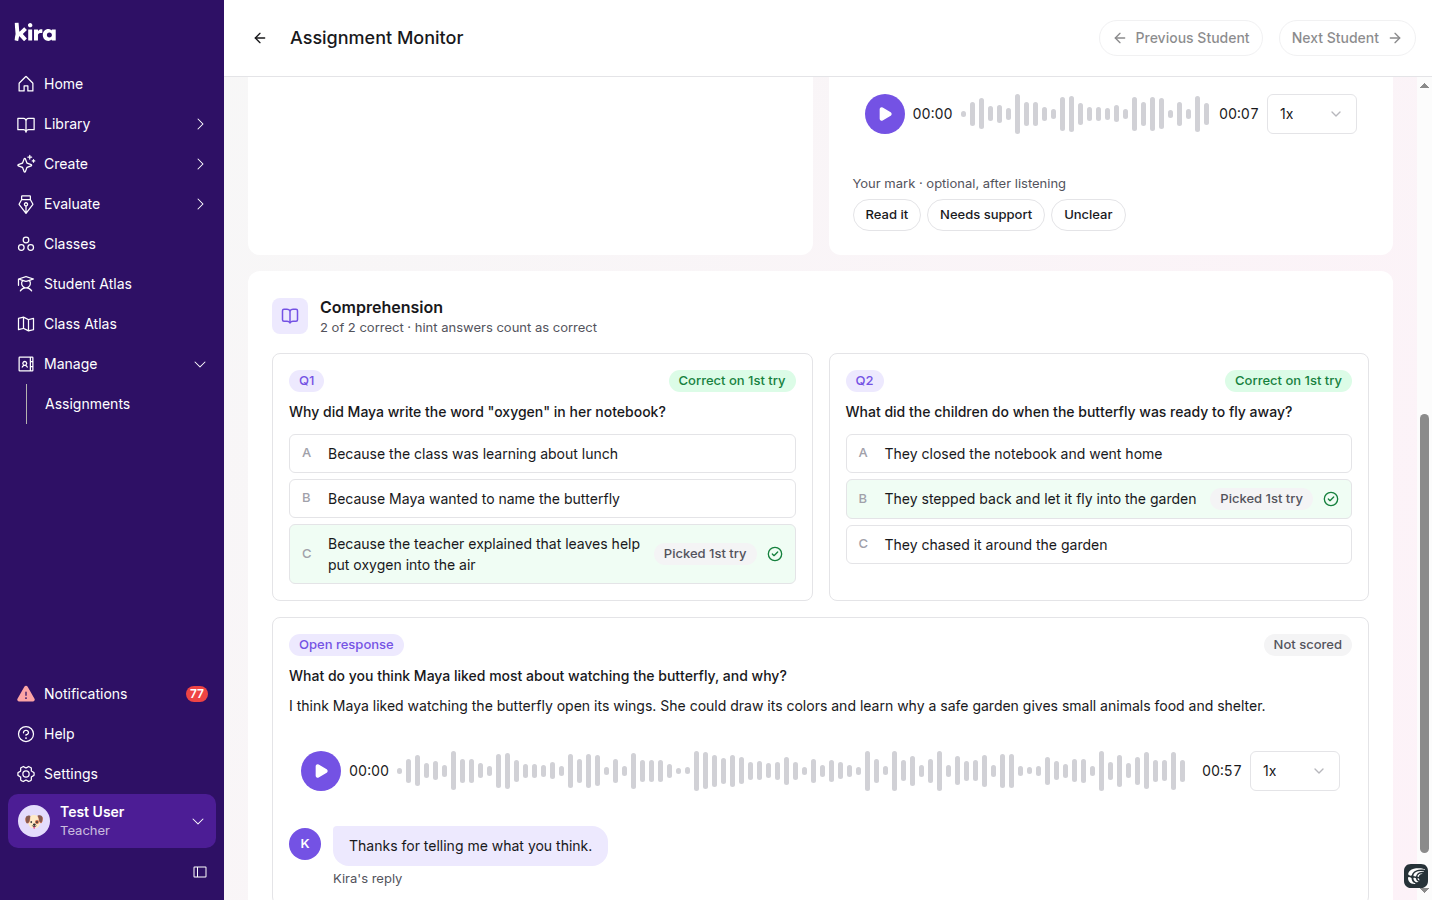 kira
Home
Library
Create
Evaluate
Classes
Student Atlas
Class Atlas
Manage
Assignments
Notifications 77
Help
Settings
Test User
Teacher
Assignment Monitor
Previous Student
Next Student
00:00
00:07
1x
Your mark · optional, after listening
Read it
Needs support
Unclear
Comprehension
2 of 2 correct · hint answers count as correct
Q1
Correct on 1st try
Why did Maya write the word "oxygen" in her notebook?
A Because the class was learning about lunch
B Because Maya wanted to name the butterfly
C Because the teacher explained that leaves help
put oxygen into the air
Picked 1st try
Q2
Correct on 1st try
What did the children do when the butterfly was ready to fly away?
A They closed the notebook and went home
B They stepped back and let it fly into the garden
Picked 1st try
C They chased it around the garden
Open response
Not scored
What do you think Maya liked most about watching the butterfly, and why?
I think Maya liked watching the butterfly open its wings. She could draw its colors and learn why a safe garden gives small animals food and shelter.
00:00
00:57
1x
K
Thanks for telling me what you think.
Kira's reply